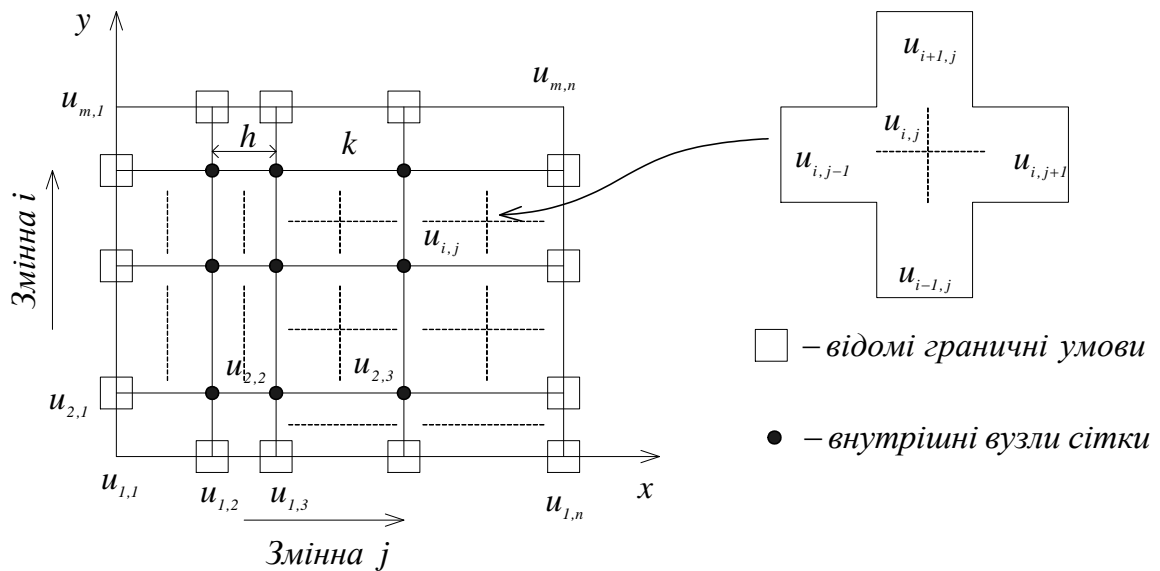 y
u_{m,1}
u_{m,n}
h
k
Змінна i
u_{i,j}
u_{2,2}
u_{2,3}
u_{2,1}
u_{1,1}
u_{1,2}
u_{1,3}
u_{1,n}
x
Змінна j
u_{i+1,j}
u_{i,j}
u_{i,j−1}
u_{i,j+1}
u_{i−1,j}
– відомі граничні умови
– внутрішні вузли сітки